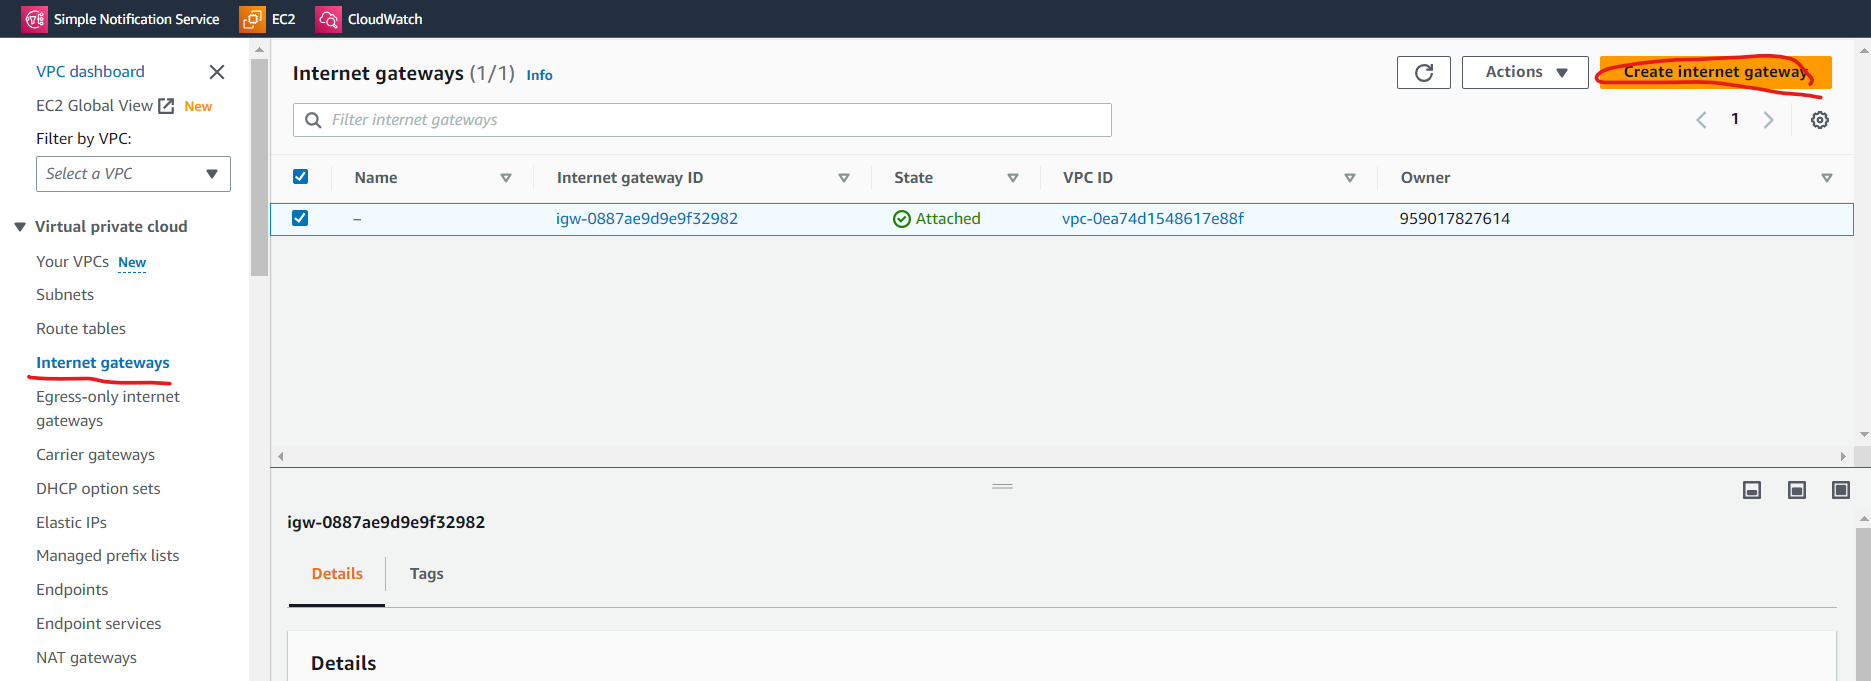 Simple Notification Service EC2 CloudWatch
VPC dashboard
EC2 Global View New
Filter by VPC:
Select a VPC
Virtual private cloud
Your VPCs New
Subnets
Route tables
Internet gateways
Egress-only internet
gateways
Carrier gateways
DHCP option sets
Elastic IPs
Managed prefix lists
Endpoints
Endpoint services
NAT gateways
Internet gateways (1/1) Info
Actions
Create internet gateway
Filter internet gateways
1
Name Internet gateway ID State VPC ID Owner
– igw-0887ae9d9e9f32982 Attached vpc-0ea74d1548617e88f 959017827614
igw-0887ae9d9e9f32982
Details Tags
Details